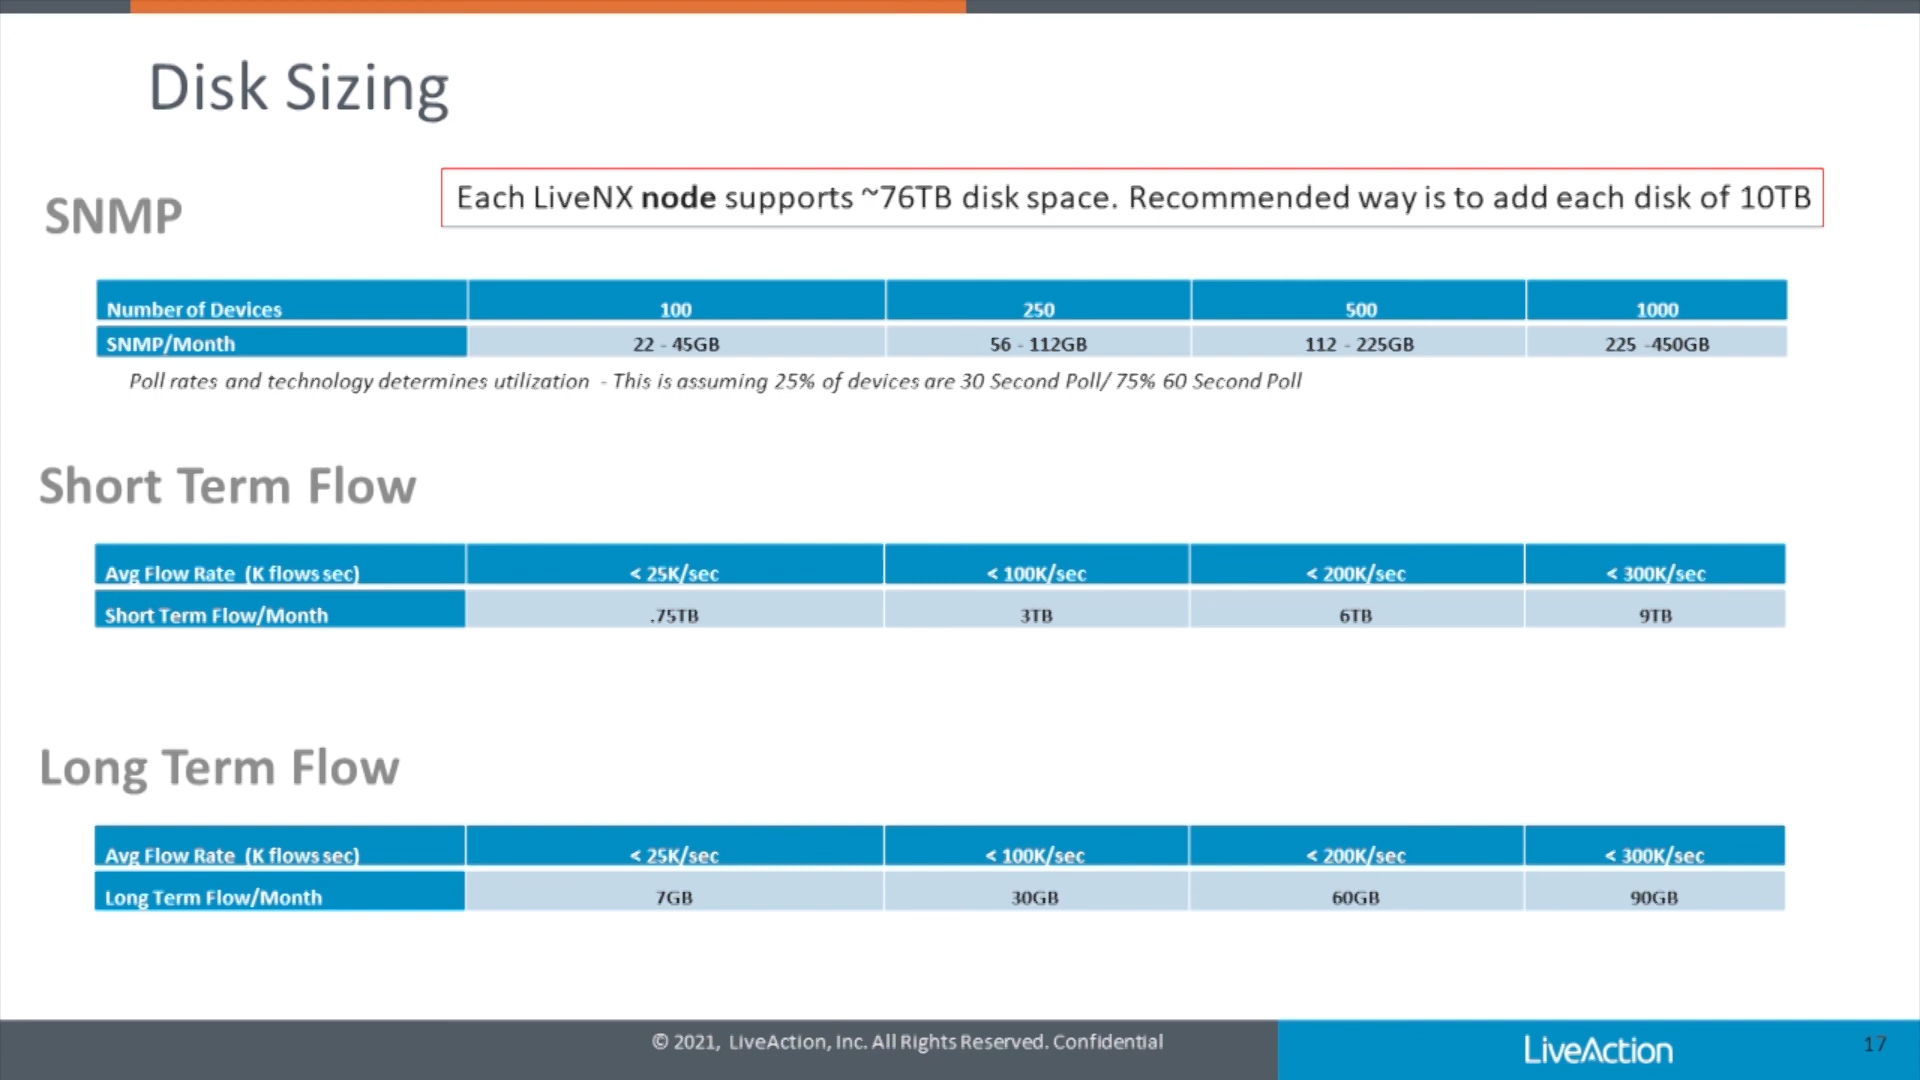 Disk Sizing
SNMP
Each LiveNX node supports ~76TB disk space. Recommended way is to add each disk of 10TB
Number of Devices 100 250 500 1000
SNMP/Month 22 - 45GB 56 - 112GB 112 - 225GB 225 -450GB
Poll rates and technology determines utilization - This is assuming 25% of devices are 30 Second Poll/ 75% 60 Second Poll
Short Term Flow
Avg Flow Rate (K flows sec) < 25K/sec < 100K/sec < 200K/sec < 300K/sec
Short Term Flow/Month .75TB 3TB 6TB 9TB
Long Term Flow
Avg Flow Rate (K flows sec) < 25K/sec < 100K/sec < 200K/sec < 300K/sec
Long Term Flow/Month 7GB 30GB 60GB 90GB
© 2021, LiveAction, Inc. All Rights Reserved. Confidential
LiveAction
17